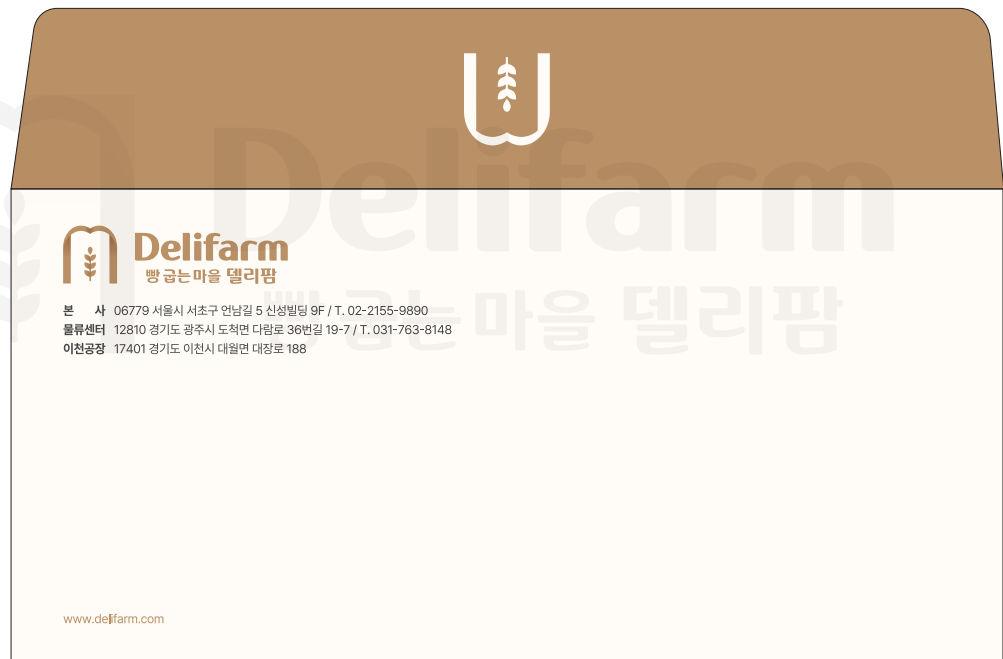 Delifarm
빵 굽는 마을 델리팜
Delifarm
빵 굽는 마을 델리팜
본 사 06779 서울시 서초구 언남길 5 신성빌딩 9F / T. 02-2155-9890
물류센터 12810 경기도 광주시 도척면 다람로 36번길 19-7 / T. 031-763-8148
이천공장 17401 경기도 이천시 대월면 대장로 188
www.delifarm.com